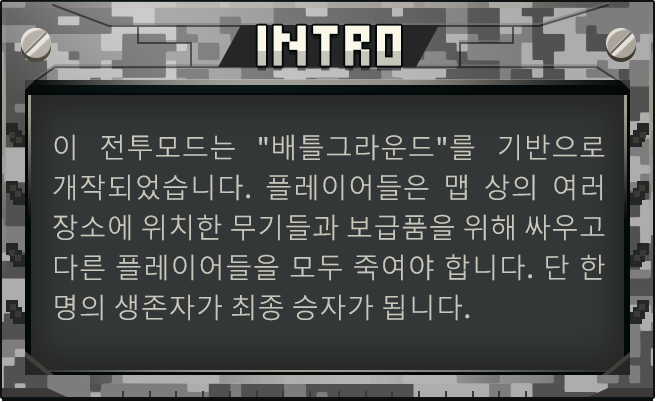 INTRO
이 전투모드는 "배틀그라운드"를 기반으로
개작되었습니다. 플레이어들은 맵 상의 여러
장소에 위치한 무기들과 보급품을 위해 싸우고
다른 플레이어들을 모두 죽여야 합니다. 단 한
명의 생존자가 최종 승자가 됩니다.